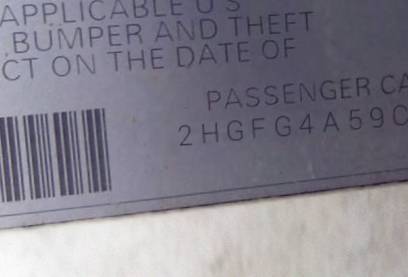 APPLICABLE U S
BUMPER AND THEFT
CT ON THE DATE OF
PASSENGER CA
2HGFG4A59C